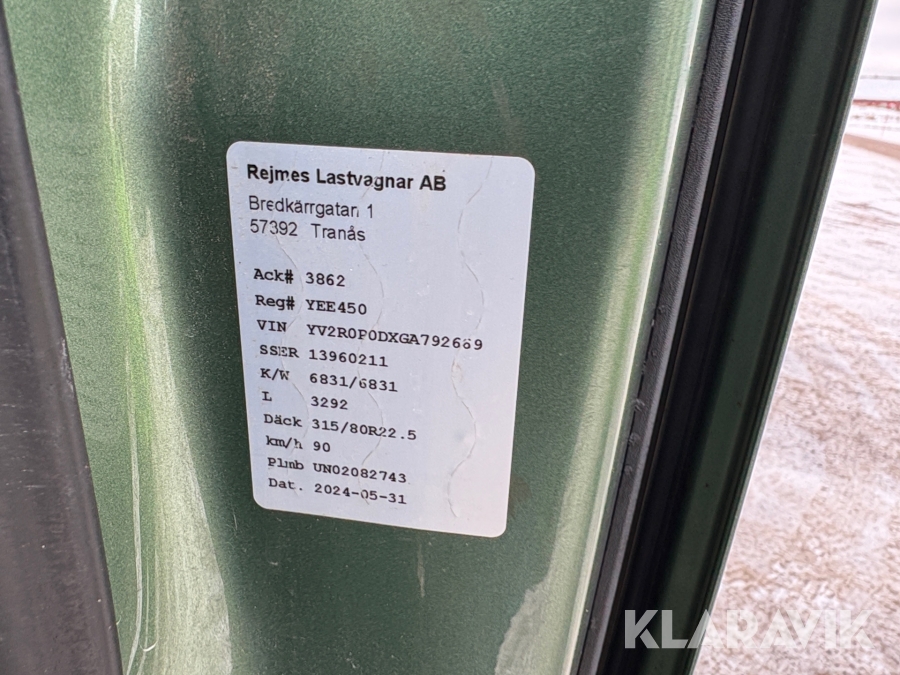 Rejmes Lastvagnar AB
Bredkärrgatan 1
57392 Tranås
Ack# 3862
Reg# YEE450
VIN YV2R0P0DXGA792669
SSER 13960211
K/W 6831/6831
L 3292
Däck 315/80R22.5
km/h 90
Plmb UN02082743
Dat. 2024-05-31
KLARAVIK